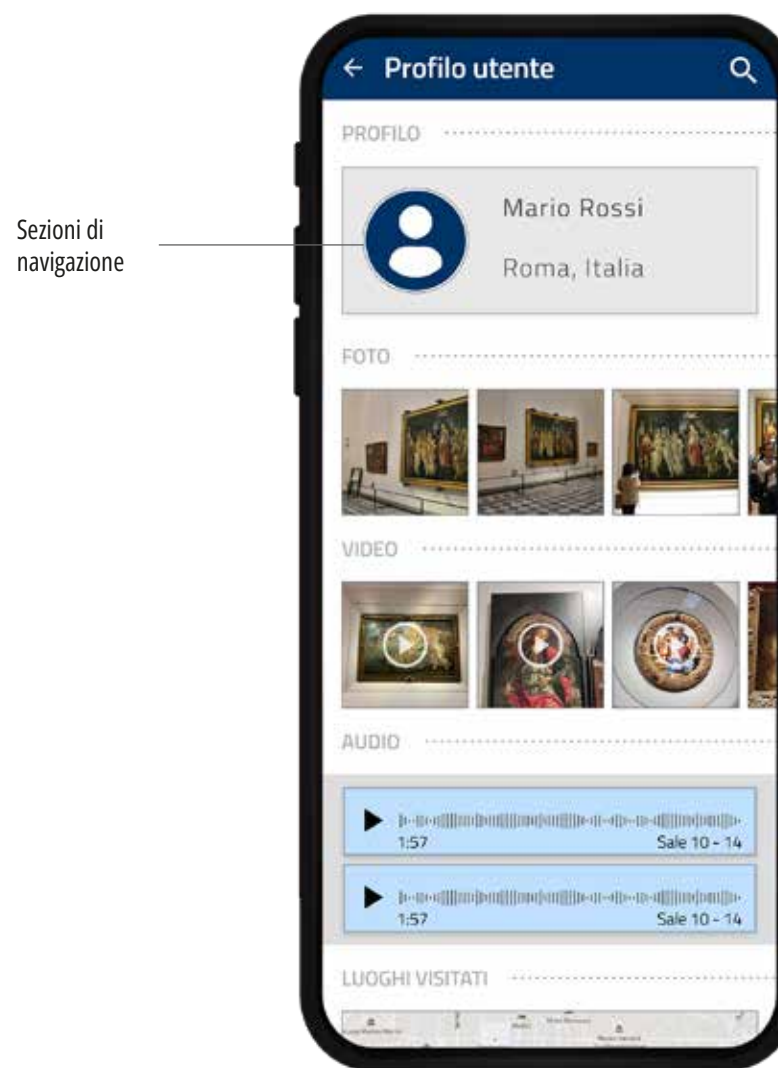 Profilo utente
PROFILO
Sezioni di
navigazione
Mario Rossi
Roma, Italia
FOTO
VIDEO
AUDIO
1:57 Sale 10 - 14
1:57 Sale 10 - 14
LUOGHI VISITATI